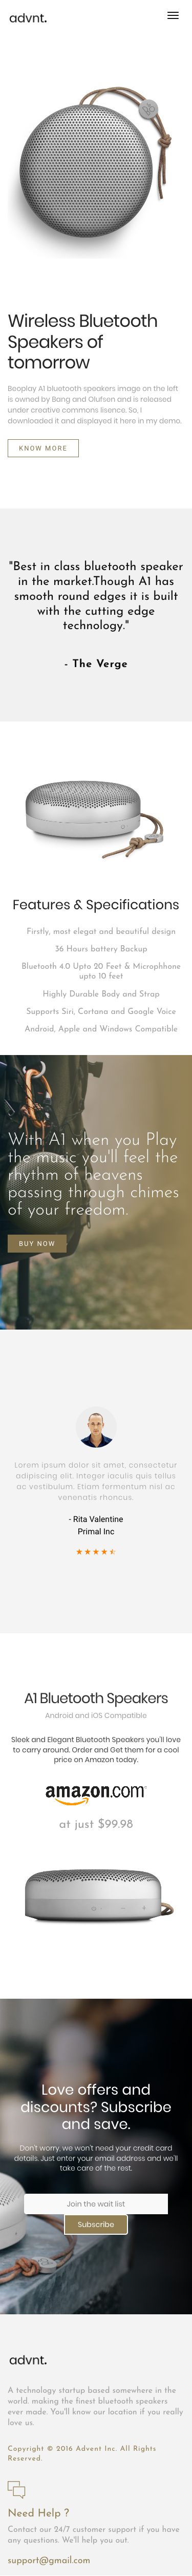 advnt.
Wireless Bluetooth
Speakers of
tomorrow
Beoplay A1 bluetooth speakers image on the left
is owned by Bang and Olufsen and is released
under creative commons lisence. So, I
downloaded it and displayed it here in my demo.
KNOW MORE
"Best in class bluetooth speaker
in the market.Though A1 has
smooth round edges it is built
with the cutting edge
technology."
- The Verge
Features & Specifications
Firstly, most elegat and beautiful design
36 Hours battery Backup
Bluetooth 4.0 Upto 20 Feet & Microphhone
upto 10 feet
Highly Durable Body and Strap
Supports Siri, Cortana and Google Voice
Android, Apple and Windows Compatible
With A1 when you Play
the music you'll feel the
rhythm of heavens
passing through chimes
of your freedom.
BUY NOW
Lorem ipsum dolor sit amet, consectetur
adipiscing elit. Integer iaculis quis tellus
ac vestibulum. Etiam fermentum nisi ac
venenatis rhoncus.
- Rita Valentine
Primal Inc
A1 Bluetooth Speakers
Android and iOS Compatible
Sleek and Elegant Bluetooth Speakers you'll love
to carry around. Order and Get them for a cool
price on Amazon today.
amazon.com
at just $99.98
Love offers and
discounts? Subscribe
and save.
Don't worry, we won't need your credit card
details, Just enter your email address and we'll
take care of the rest.
Join the wait list
Subscribe
advnt.
A technology startup based somewhere in the
world. making the finest bluetooth speakers
ever made. You'll know our location if you really
love us.
Copyright © 2016 Advent Inc. All Rights
Reserved.
Need Help ?
Contact our 24/7 customer support if you have
any questions. We'll help you out.
support@gmail.com